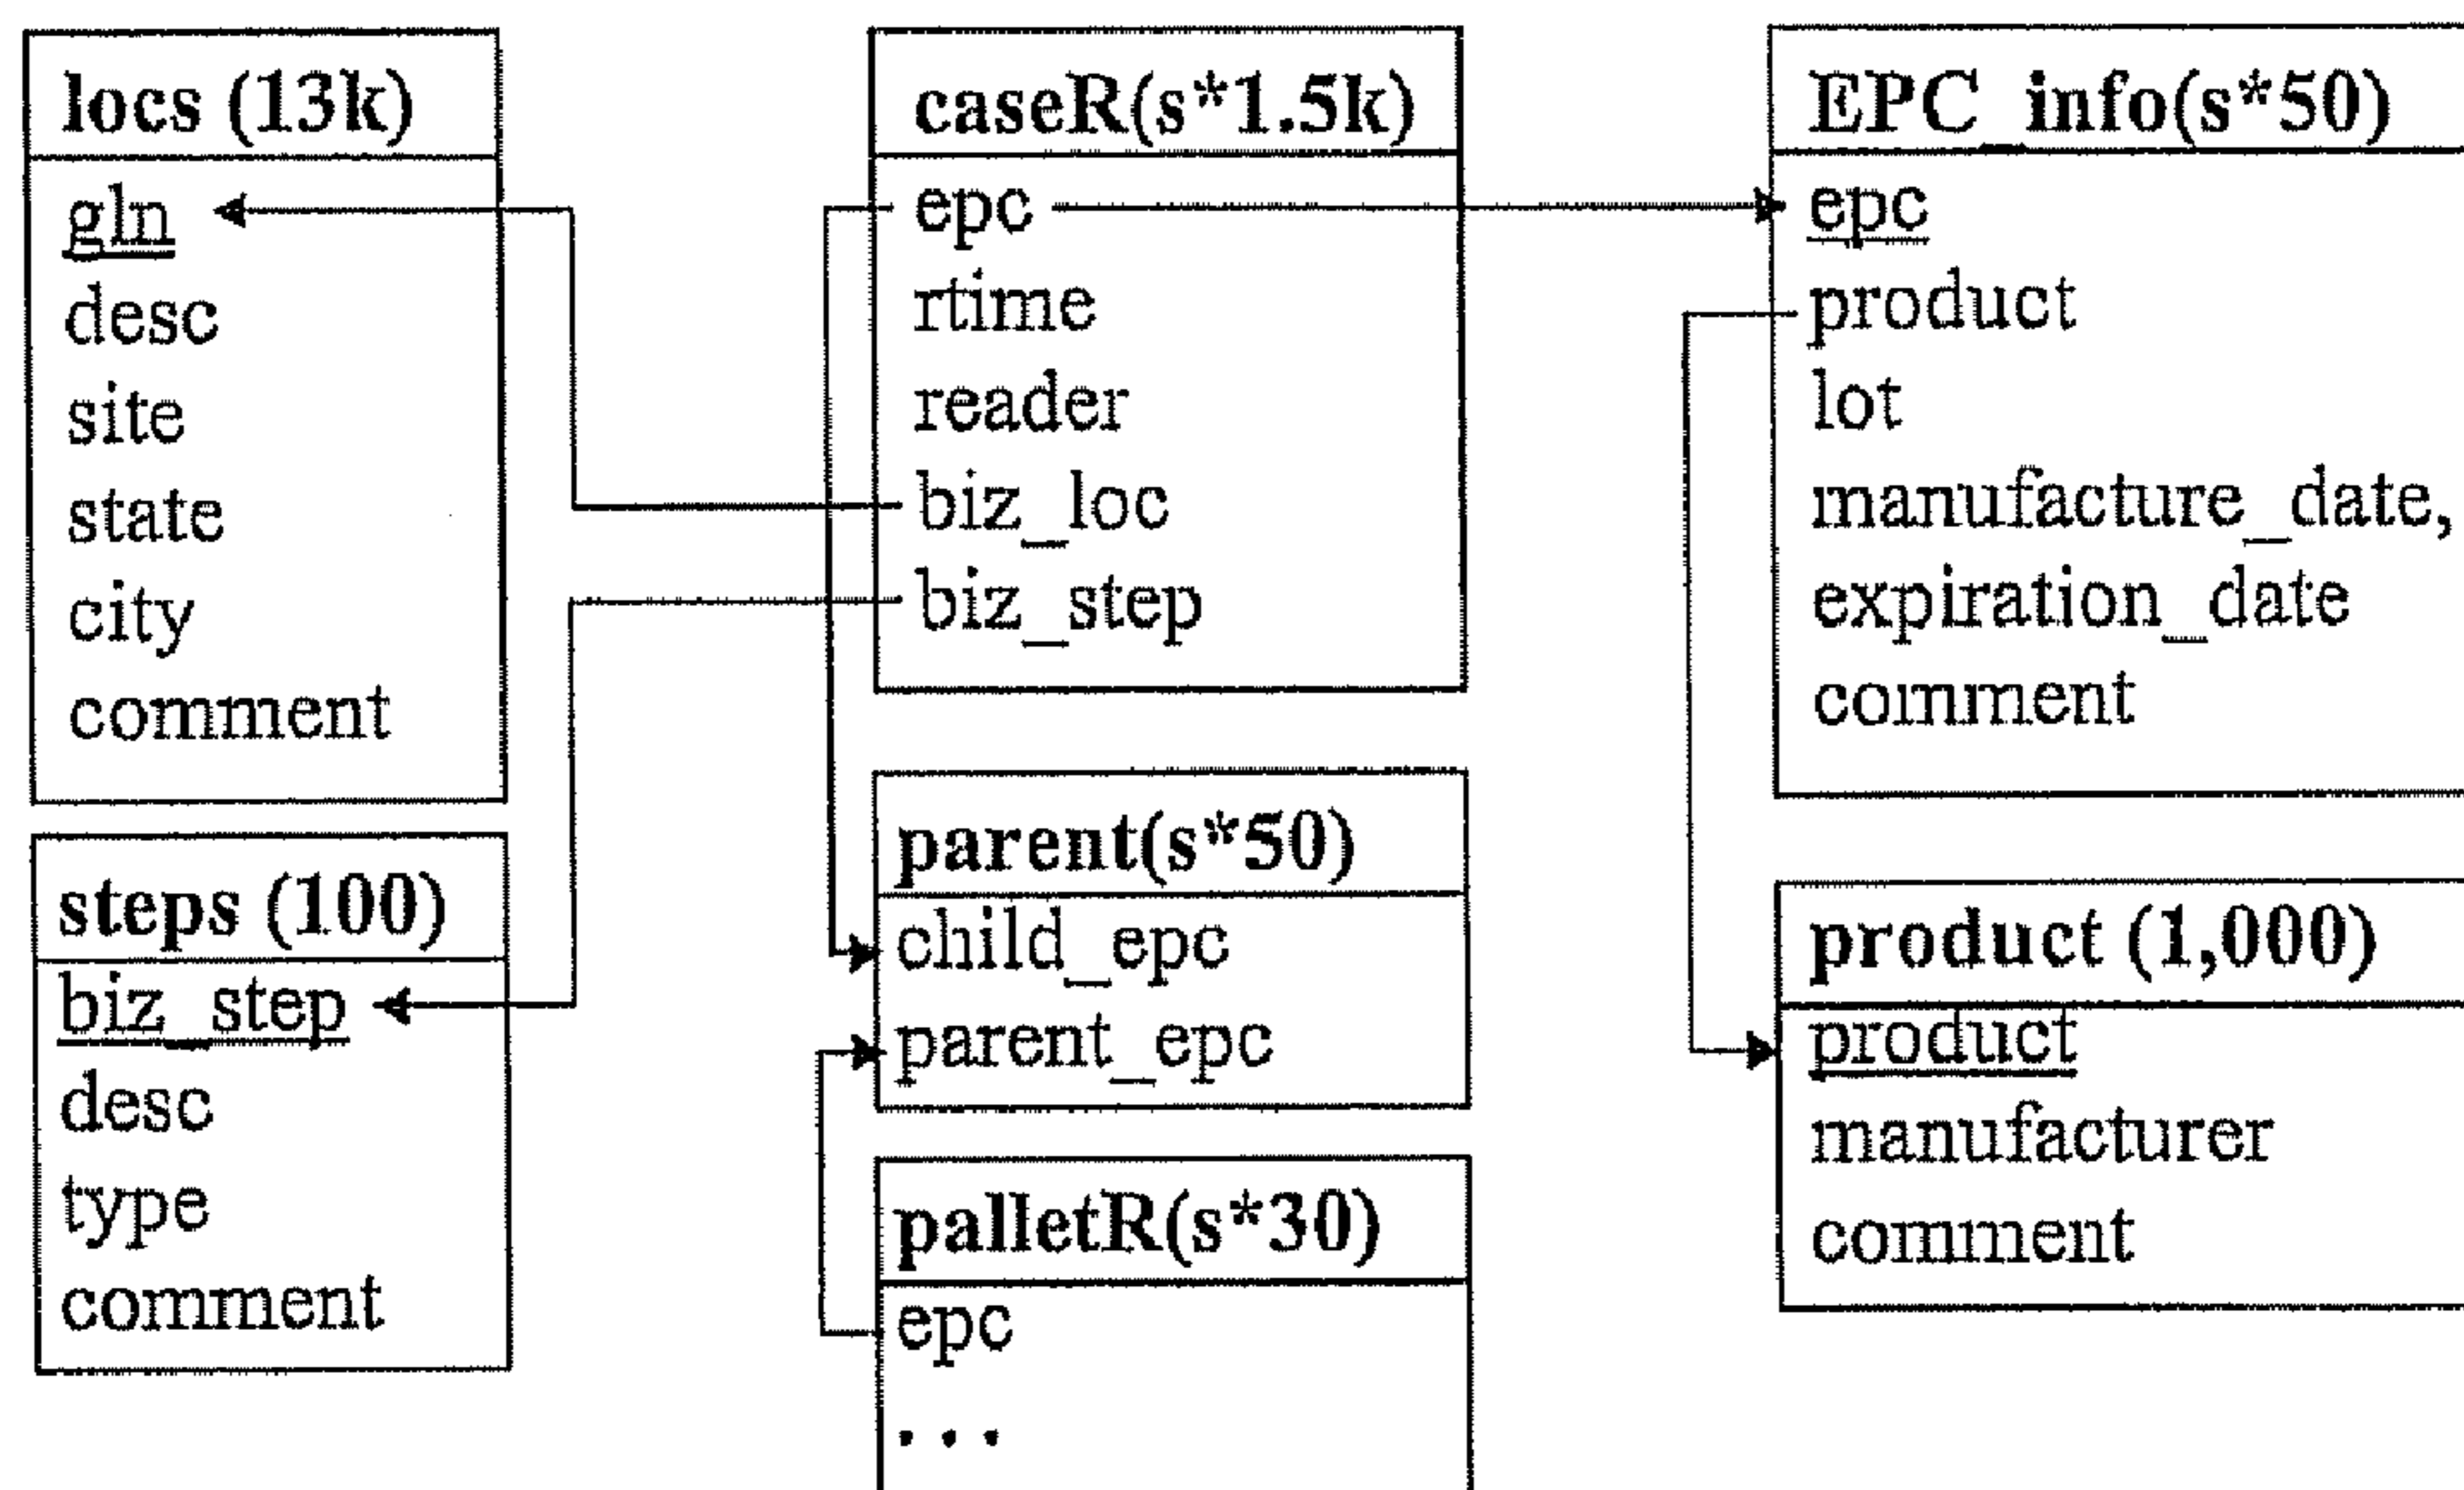 locs (13k)
gln
desc
site
state
city
comment
steps (100)
biz_step
desc
type
comment
caseR(s*1.5k)
epc
rtime
reader
biz_loc
biz_step
parent(s*50)
child_epc
parent_epc
palletR(s*30)
epc
...
EPC_info(s*50)
epc
product
lot
manufacture_date,
expiration_date
comment
product (1,000)
product
manufacturer
comment